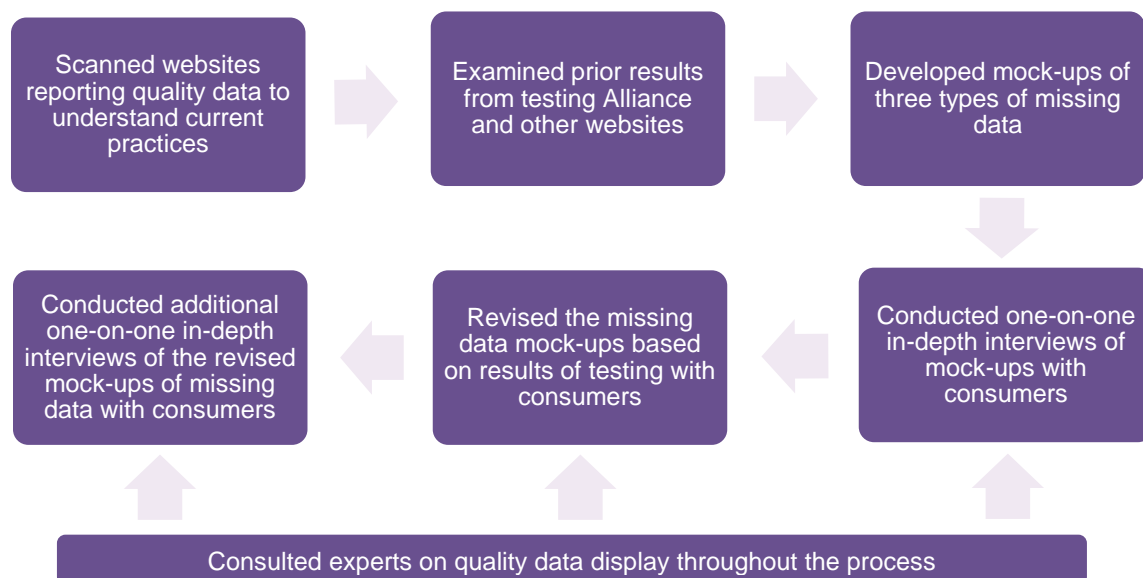 Scanned websites
reporting quality data to
understand current
practices
Examined prior results
from testing Alliance
and other websites
Developed mock-ups of
three types of missing
data
Conducted one-on-one
in-depth interviews of
mock-ups with
consumers
Revised the missing
data mock-ups based
on results of testing with
consumers
Conducted additional
one-on-one in-depth
interviews of the revised
mock-ups of missing
data with consumers
Consulted experts on quality data display throughout the process